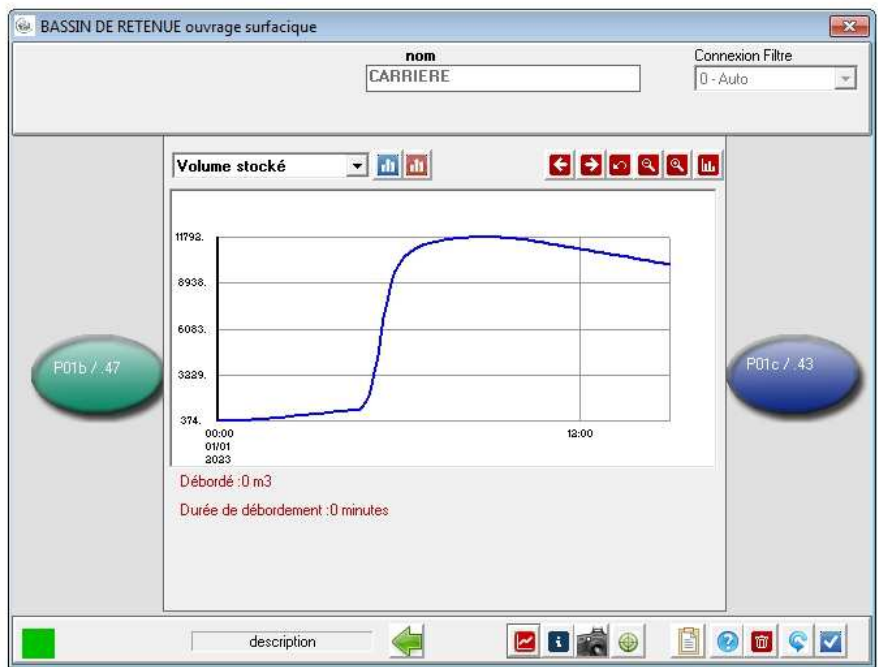 BASSIN DE RETENUE ouvrage surfacique
nom
Connexion Filtre
CARRIERE
0 - Auto
Volume stocké
11793.
8938.
6083.
3229.
374.
00:00
12:00
01/01
2023
P01b / .47
P01c / .43
Débordé :0 m3
Durée de débordement :0 minutes
description